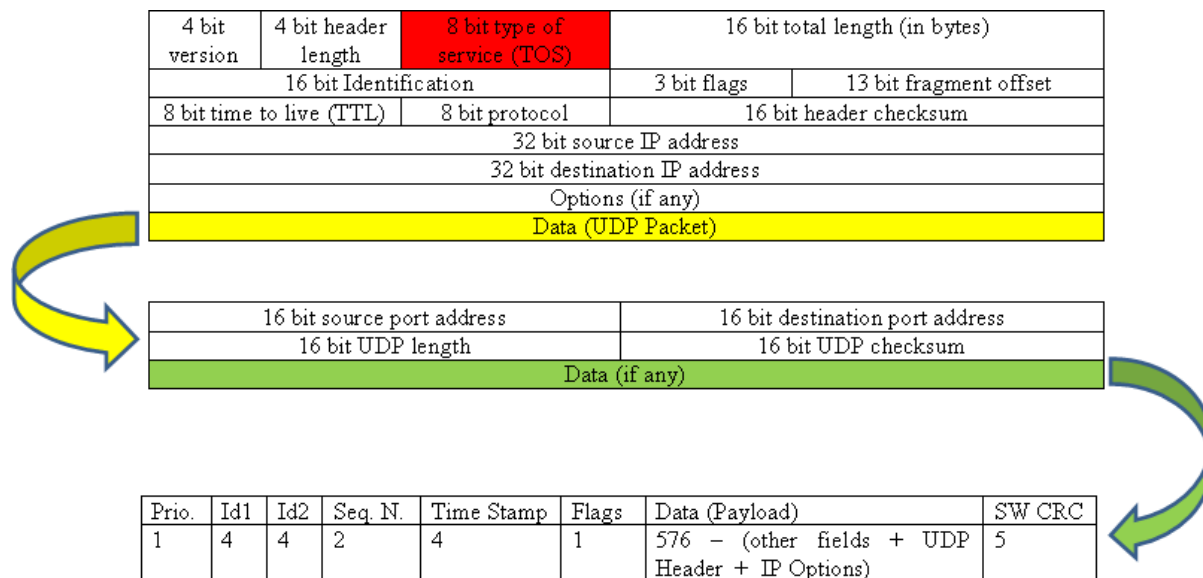 4 bit version
4 bit header length
8 bit type of service (TOS)
16 bit total length (in bytes)
16 bit Identification
3 bit flags
13 bit fragment offset
8 bit time to live (TTL)
8 bit protocol
16 bit header checksum
32 bit source IP address
32 bit destination IP address
Options (if any)
Data (UDP Packet)
16 bit source port address
16 bit destination port address
16 bit UDP length
16 bit UDP checksum
Data (if any)
Prio. Id1 Id2 Seq. N. Time Stamp Flags Data (Payload) SW CRC
1 4 4 2 4 1 576 – (other fields + UDP Header + IP Options) 5